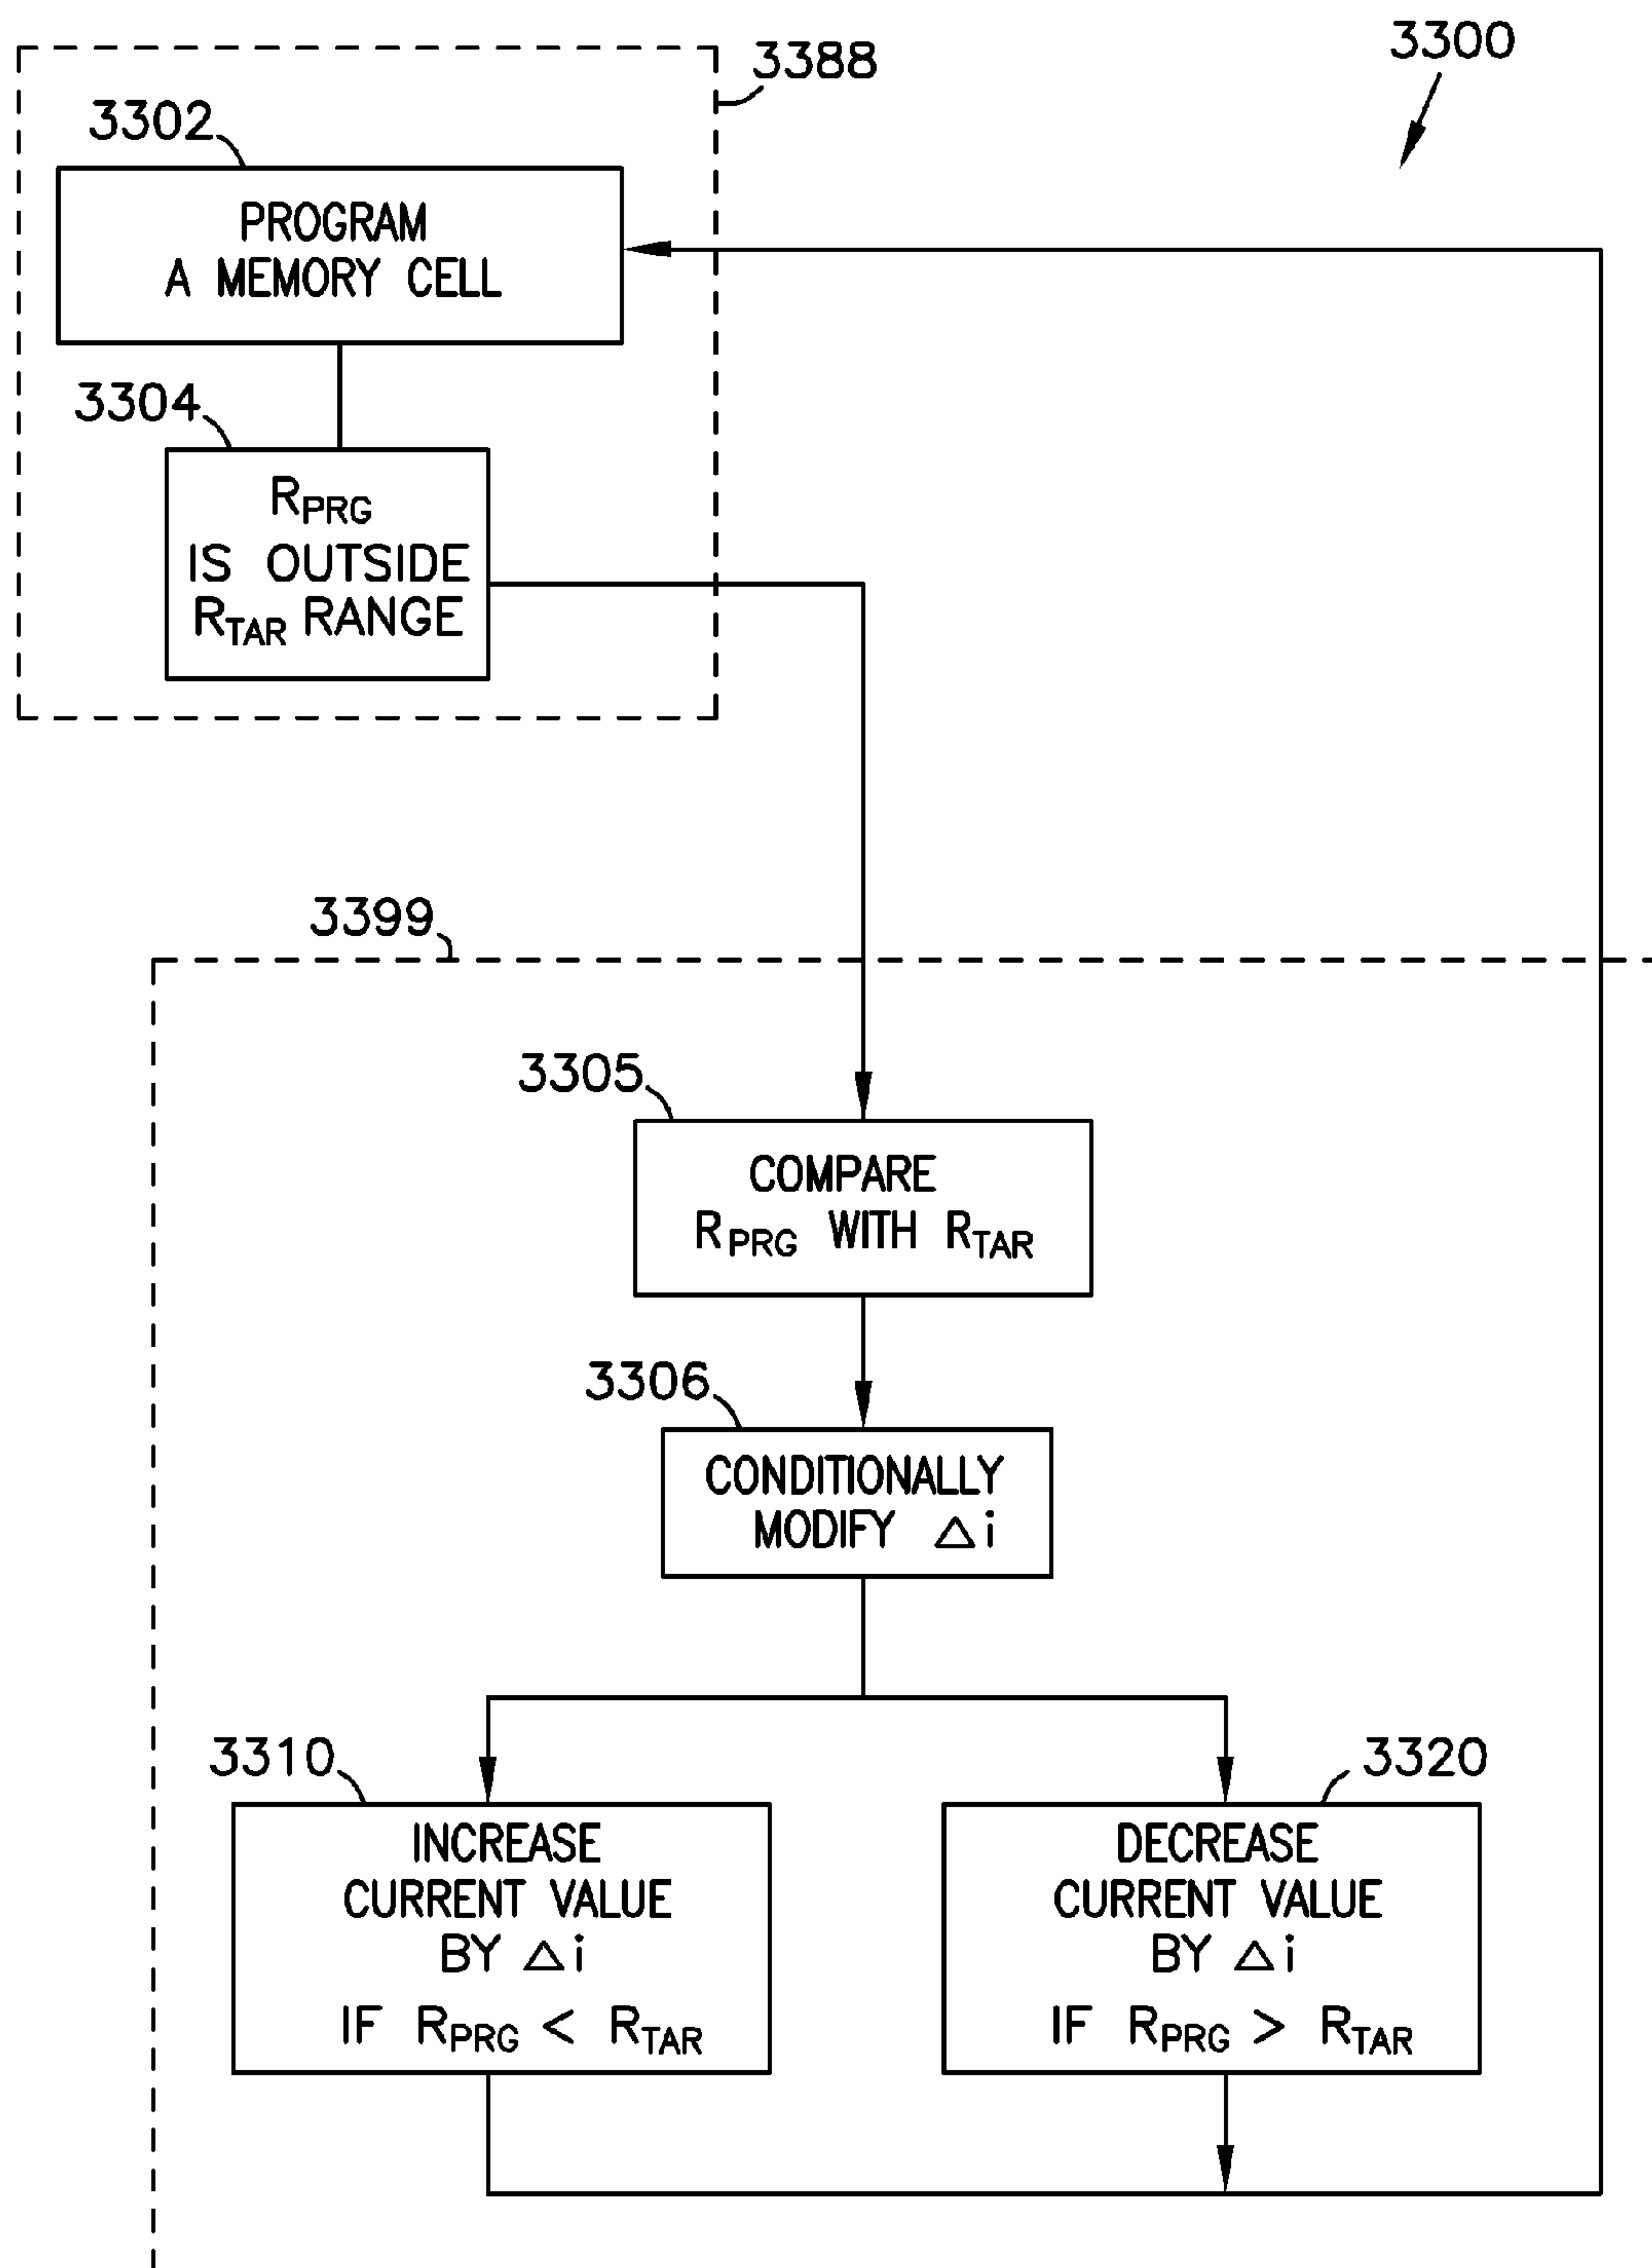 3300
3388
3302
PROGRAM
A MEMORY CELL
3304
RPRG
IS OUTSIDE
RTAR RANGE
3399
3305
COMPARE
RPRG WITH RTAR
3306
CONDITIONALLY
MODIFY △i
3310
INCREASE
CURRENT VALUE
BY △i
IF RPRG < RTAR
3320
DECREASE
CURRENT VALUE
BY △i
IF RPRG > RTAR